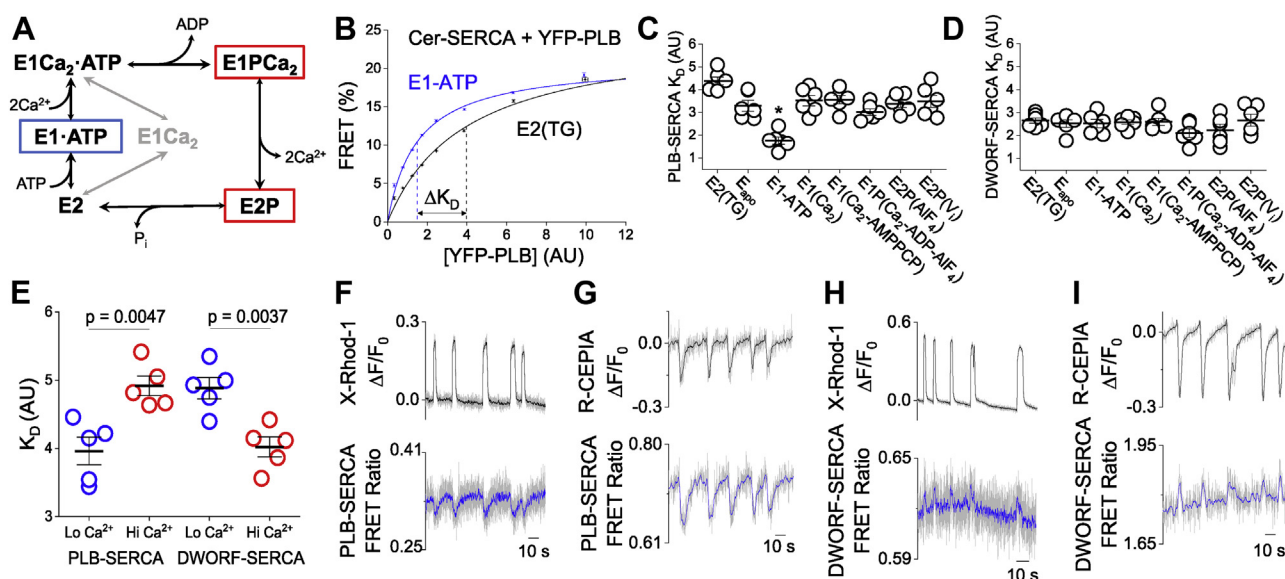 A
ADP
E1Ca2·ATP
E1PCa2
2Ca2+
E1·ATP
E1Ca2
2Ca2+
ATP
E2
E2P
Pi
B
Cer-SERCA + YFP-PLB
E1-ATP
E2(TG)
ΔKD
FRET (%)
25
20
15
10
5
0
0 2 4 6 8 10 12
[YFP-PLB] (AU)
C
PLB-SERCA KD (AU)
6
5
4
3
2
1
*
E2(TG)
Eapo
E1-ATP
E1(Ca2)
E1(Ca2-AMPPCP)
E1P(Ca2-ADP-AlF4)
E2P(AlF4)
E2P(Vi)
D
DWORF-SERCA KD (AU)
6
5
4
3
2
1
E2(TG)
Eapo
E1-ATP
E1(Ca2)
E1(Ca2-AMPPCP)
E1P(Ca2-ADP-AlF4)
E2P(AlF4)
E2P(Vi)
E
p = 0.0047 p = 0.0037
KD (AU)
6
5
4
3
Lo Ca2+ Hi Ca2+ Lo Ca2+ Hi Ca2+
PLB-SERCA DWORF-SERCA
F
X-Rhod-1
ΔF/F0
0.3
0.0
PLB-SERCA
FRET Ratio
0.41
0.25
10 s
G
R-CEPIA
ΔF/F0
0.0
-0.3
PLB-SERCA
FRET Ratio
0.80
0.61
10 s
H
X-Rhod-1
ΔF/F0
0.6
0.0
DWORF-SERCA
FRET Ratio
0.65
0.59
10 s
I
R-CEPIA
ΔF/F0
0.0
-0.3
DWORF-SERCA
FRET Ratio
1.95
1.65
10 s